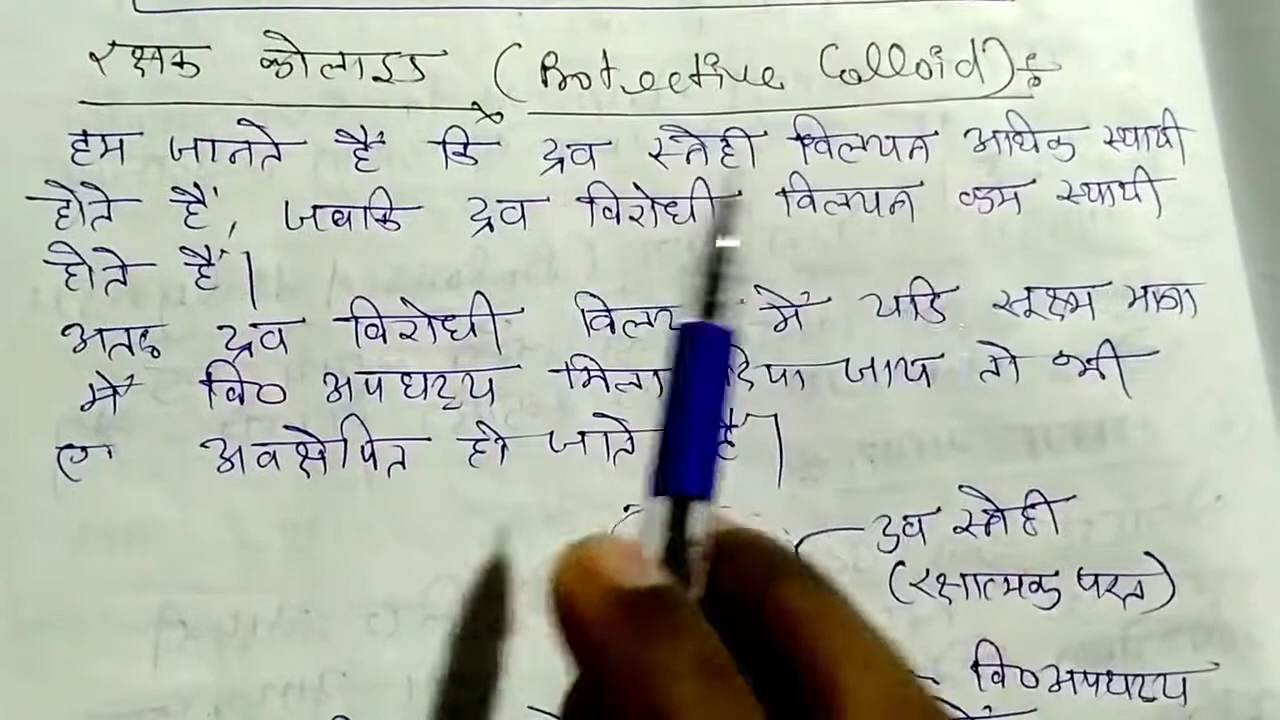 रक्षक कोलाइड (Protective Colloid)ः
हम जानते हैं कि द्रव स्नेही विलयन अधिक स्थायी
होते हैं, जबकि द्रव विरोधी विलयन कम स्थायी
होते हैं।
अतः द्रव विरोधी में यदि सूक्ष्म मात्रा
में वि० अपघट्य मिला दिया जाय तो भी
अवक्षेपित हो जाते है।
द्रव स्नेही
(रक्षात्मक परत)
वि०अपघट्य